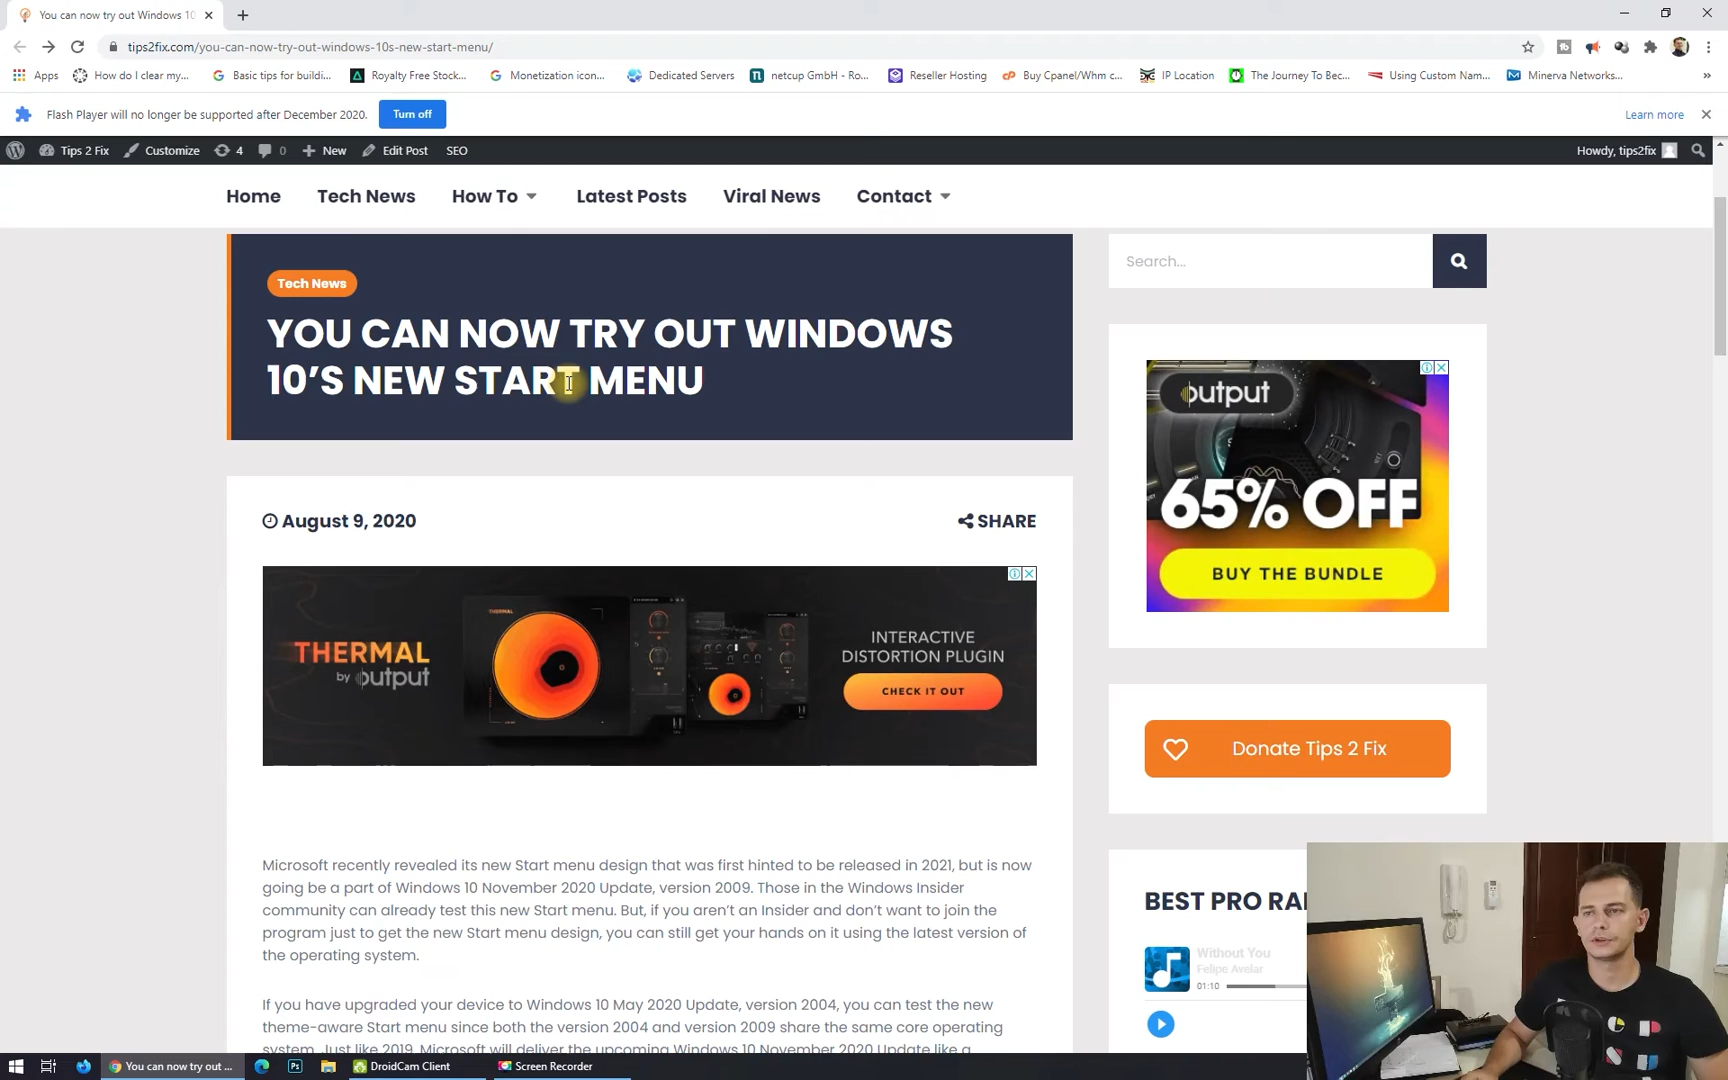 You can now try out Windows 10
tips2fix.com/you-can-now-try-out-windows-10s-new-start-menu/
Apps
How do I clear my...
Basic tips for buildi...
Royalty Free Stock...
Monetization icon...
Dedicated Servers
netcup GmbH - Ro...
Reseller Hosting
Buy Cpanel/Whm c...
IP Location
The Journey To Bec...
Using Custom Nam...
Minerva Networks...
Flash Player will no longer be supported after December 2020.
Turn off
Learn more
Tips 2 Fix
Customize
4
0
New
Edit Post
SEO
Howdy, tips2fix
Home
Tech News
How To
Latest Posts
Viral News
Contact
Tech News
YOU CAN NOW TRY OUT WINDOWS
10’S NEW START MENU
Search...
output
65% OFF
BUY THE BUNDLE
August 9, 2020
SHARE
THERMAL
by output
THERMAL
INTERACTIVE
DISTORTION PLUGIN
CHECK IT OUT
Donate Tips 2 Fix
Microsoft recently revealed its new Start menu design that was first hinted to be released in 2021, but is now
going be a part of Windows 10 November 2020 Update, version 2009. Those in the Windows Insider
community can already test this new Start menu. But, if you aren’t an Insider and don’t want to join the
program just to get the new Start menu design, you can still get your hands on it using the latest version of
the operating system.
If you have upgraded your device to Windows 10 May 2020 Update, version 2004, you can test the new
theme-aware Start menu since both the version 2004 and version 2009 share the same core operating
system. Just like 2019, Microsoft will deliver the upcoming Windows 10 November 2020 Update like a
BEST PRO RA
Without You
Felipe Avelar
01:10
You can now try out ...
Ps
DroidCam Client
Screen Recorder